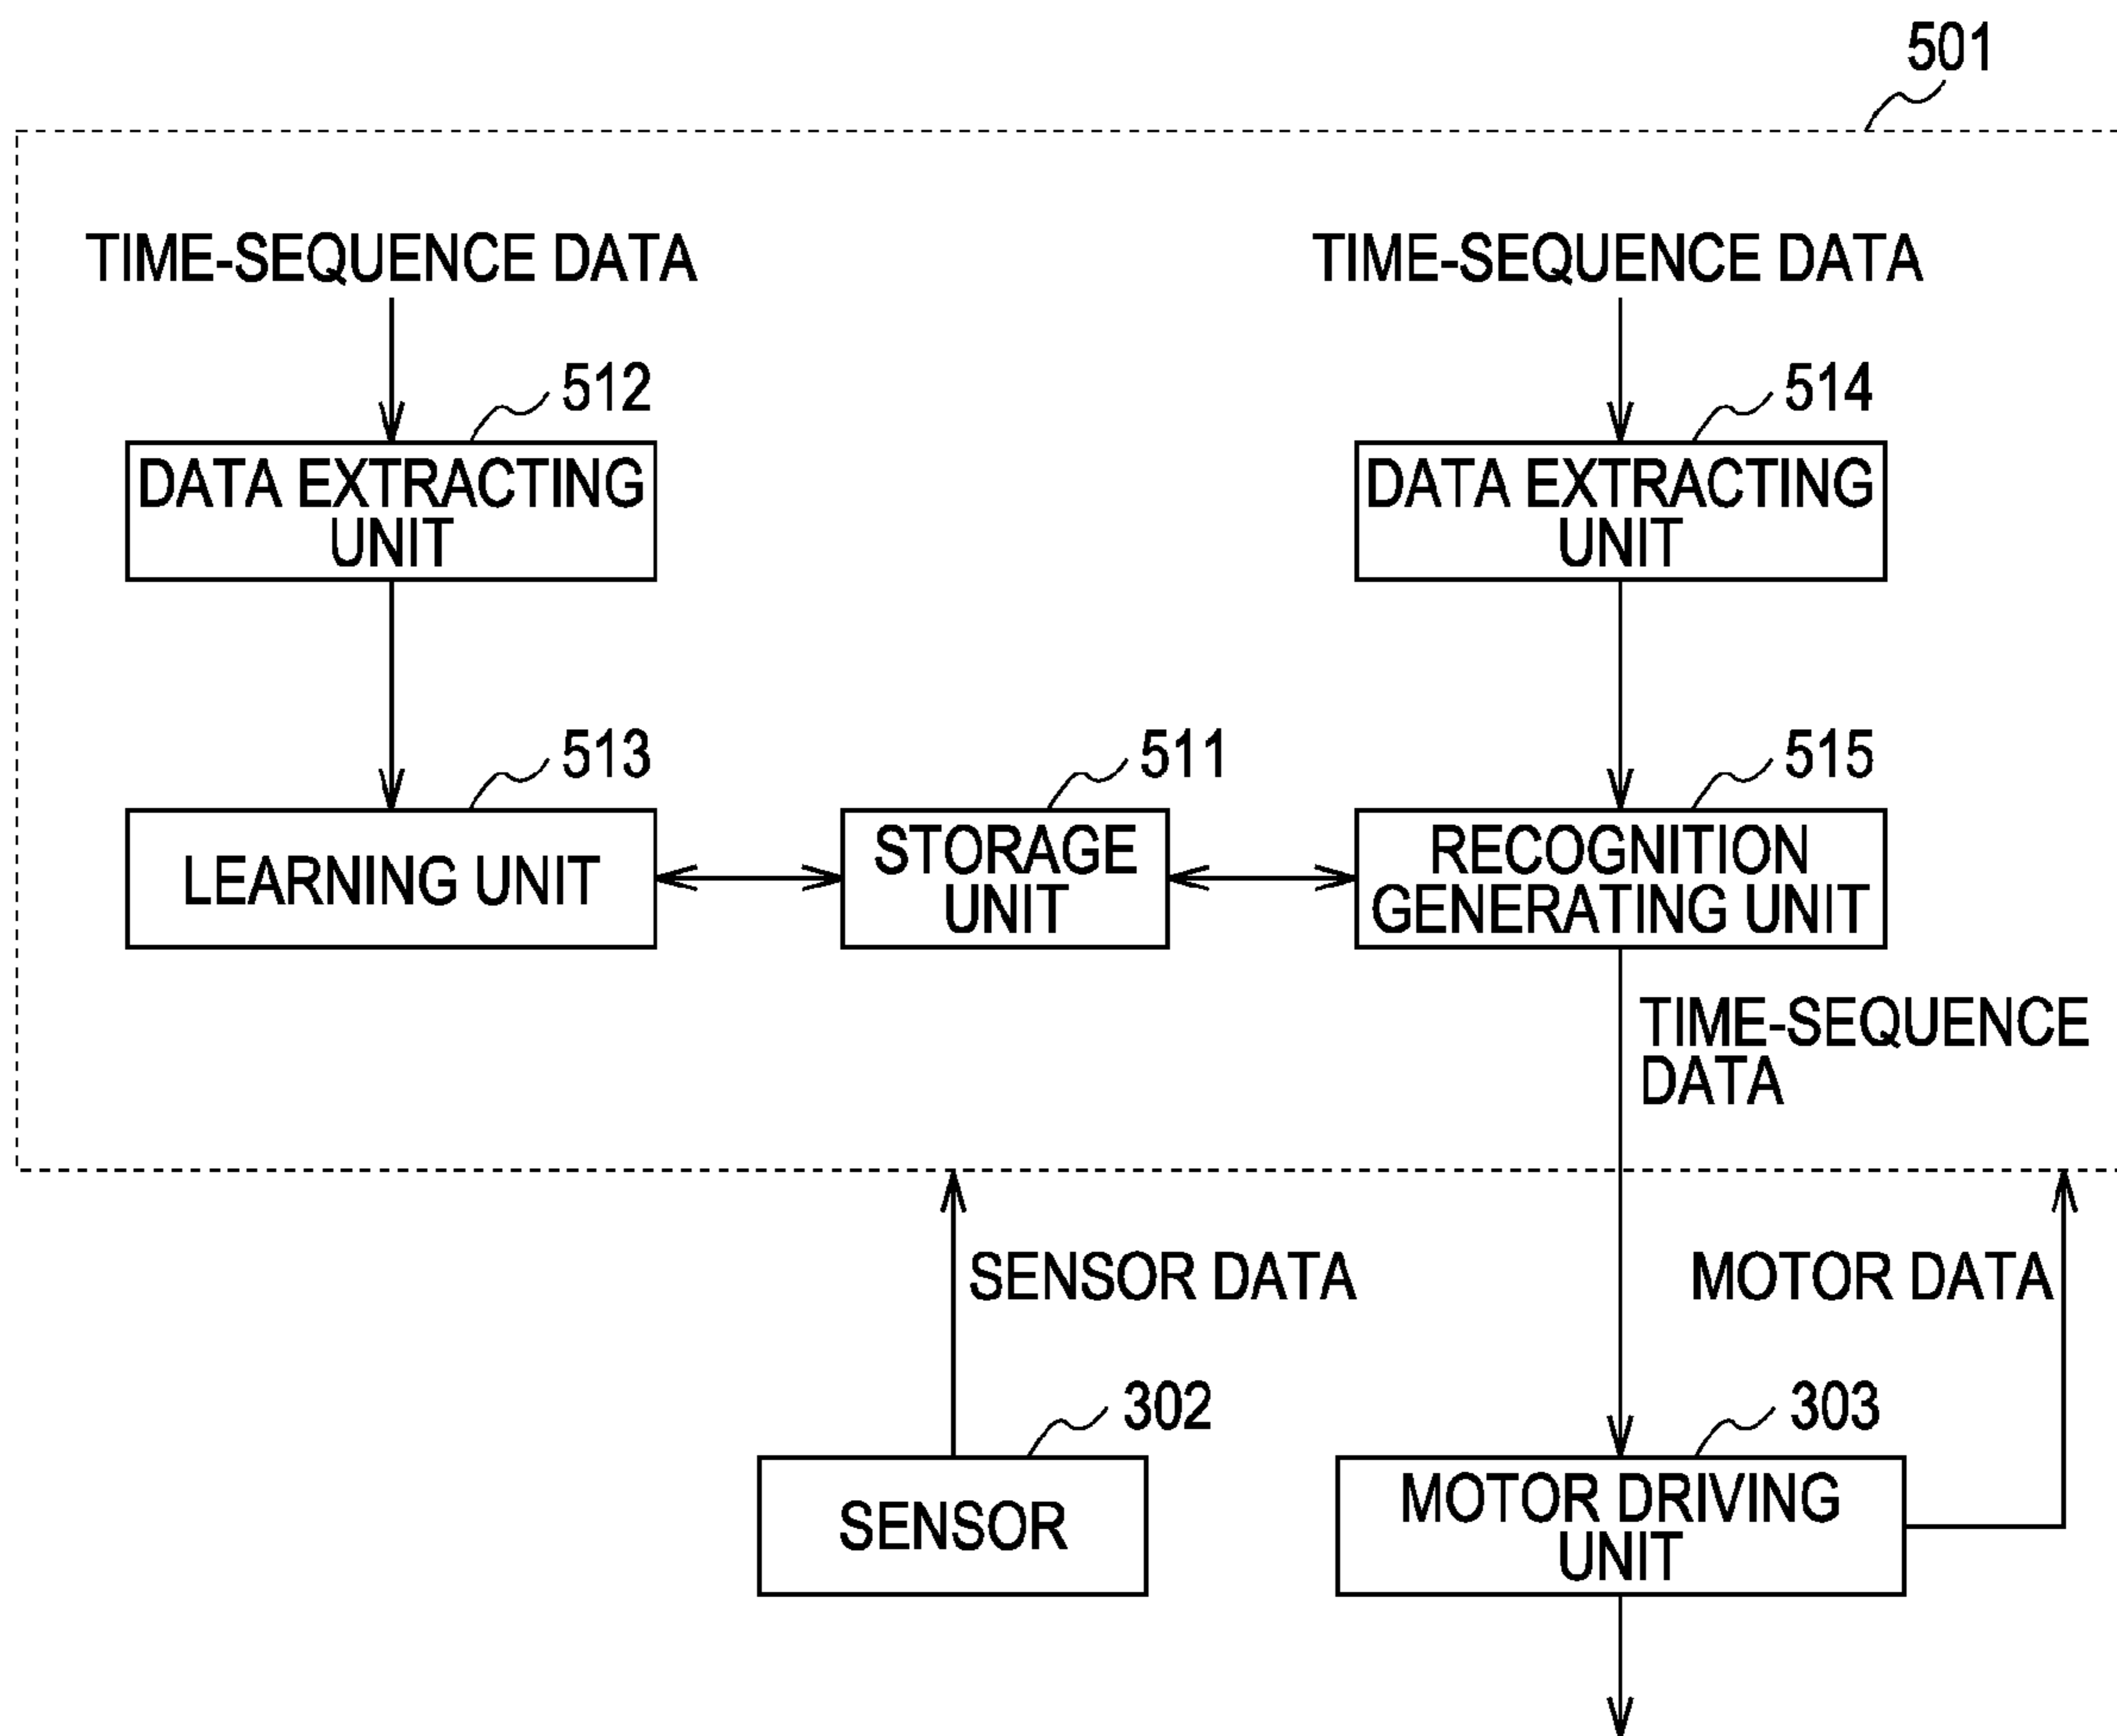 501
TIME-SEQUENCE DATA
TIME-SEQUENCE DATA
512
514
DATA EXTRACTING
UNIT
DATA EXTRACTING
UNIT
513
511
515
LEARNING UNIT
STORAGE
UNIT
RECOGNITION
GENERATING UNIT
TIME-SEQUENCE
DATA
SENSOR DATA
MOTOR DATA
302
303
SENSOR
MOTOR DRIVING
UNIT